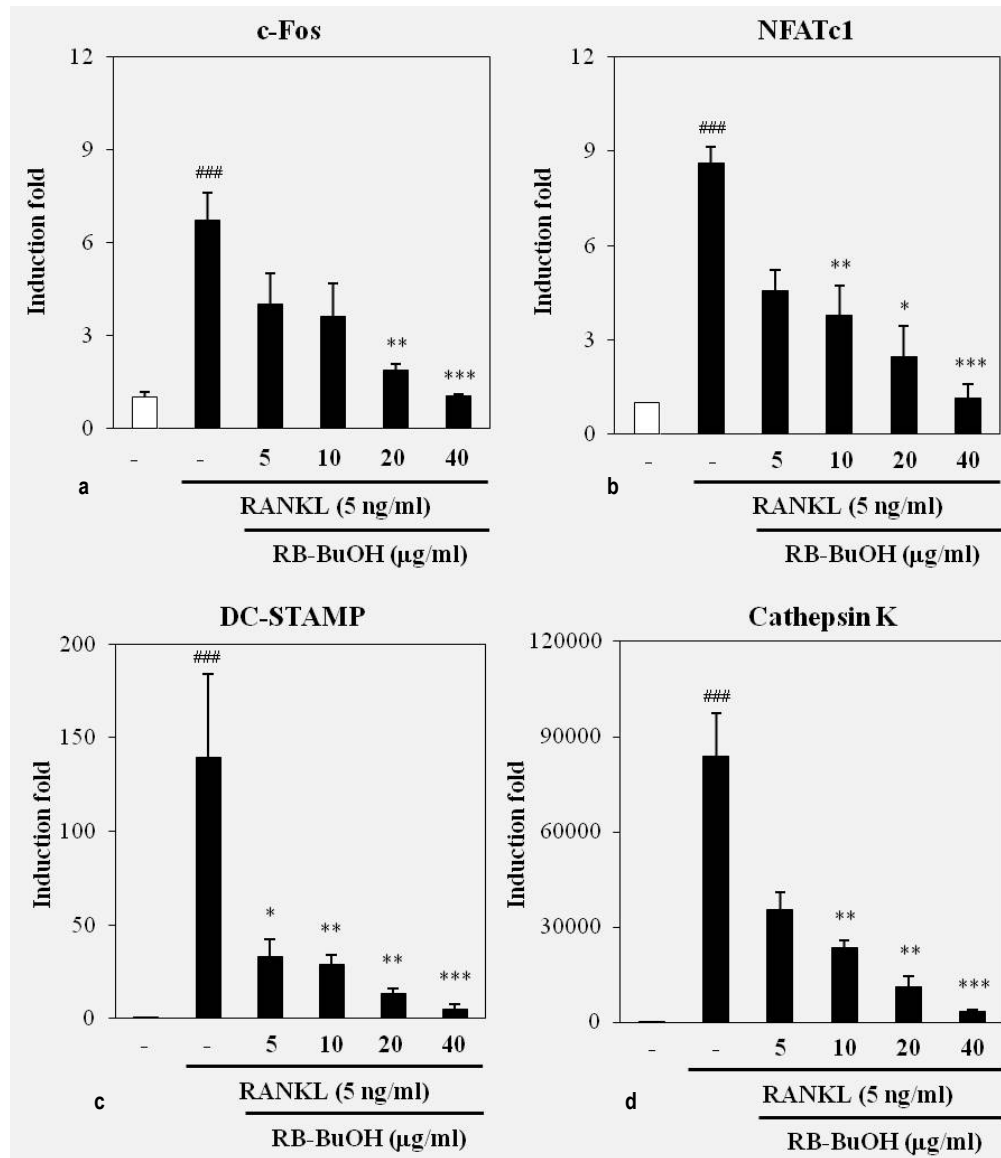 c-Fos
12
9
6
3
0
Induction fold
###
**
***
- - 5 10 20 40
a
RANKL (5 ng/ml)
RB-BuOH (µg/ml)
NFATc1
12
9
6
3
0
Induction fold
###
**
*
***
- - 5 10 20 40
b
RANKL (5 ng/ml)
RB-BuOH (µg/ml)
DC-STAMP
200
150
100
50
0
Induction fold
###
*
**
**
***
- - 5 10 20 40
RANKL (5 ng/ml)
c
RB-BuOH (µg/ml)
Cathepsin K
120000
90000
60000
30000
0
Induction fold
###
**
**
***
- - 5 10 20 40
RANKL (5 ng/ml)
d
RB-BuOH (µg/ml)